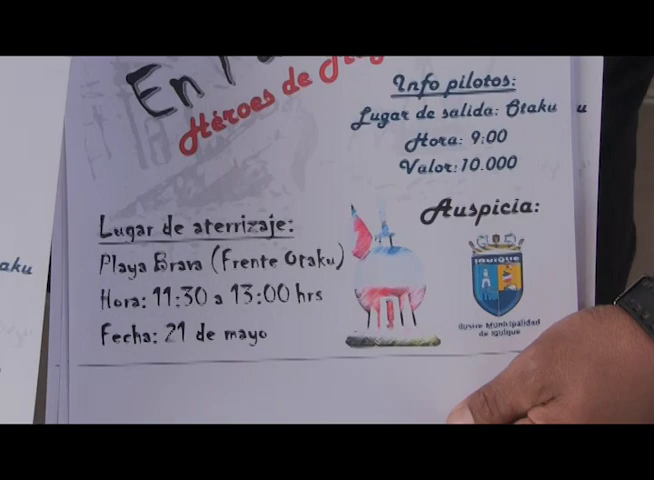 En
Héroes de
Info pilotos:
Lugar de salida: Otaku u
Hora: 9:00
Valor: 10.000
Auspicia:
IQUIQUE
Ilustre Municipalidad
de Iquique
Lugar de aterrizaje:
Playa Brava (Frente Otaku)
Hora: 11:30 a 13:00 hrs
Fecha: 21 de mayo
aku